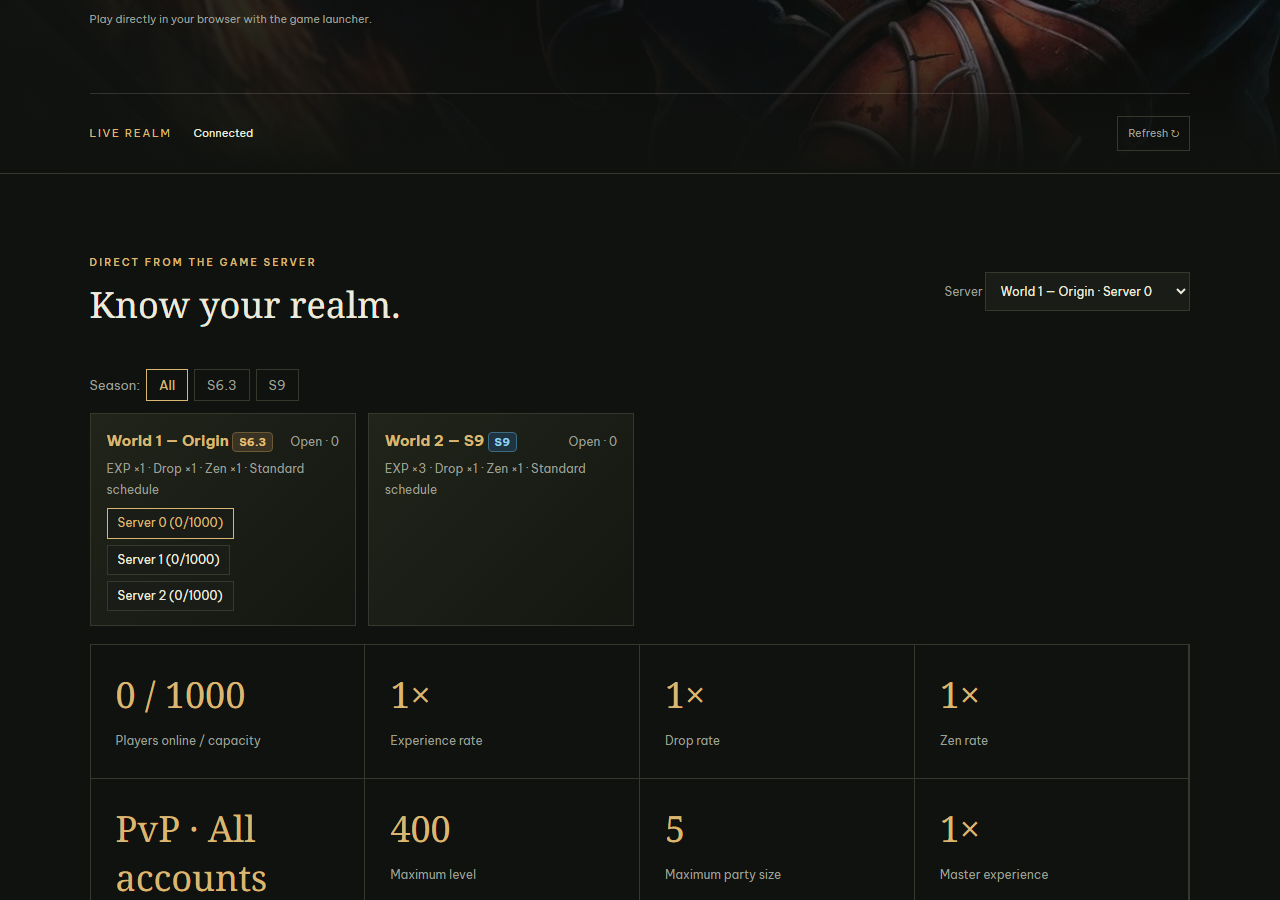 Play directly in your browser with the game launcher.
LIVE REALM Connected Refresh ↻
DIRECT FROM THE GAME SERVER
Know your realm.
Server World 1 — Origin · Server 0
Season: All S6.3 S9
World 1 — Origin S6.3 Open · 0
EXP ×1 · Drop ×1 · Zen ×1 · Standard
schedule
Server 0 (0/1000)
Server 1 (0/1000)
Server 2 (0/1000)
World 2 — S9 S9 Open · 0
EXP ×3 · Drop ×1 · Zen ×1 · Standard
schedule
0 / 1000
Players online / capacity
1×
Experience rate
1×
Drop rate
1×
Zen rate
PvP · All
accounts
400
Maximum level
5
Maximum party size
1×
Master experience